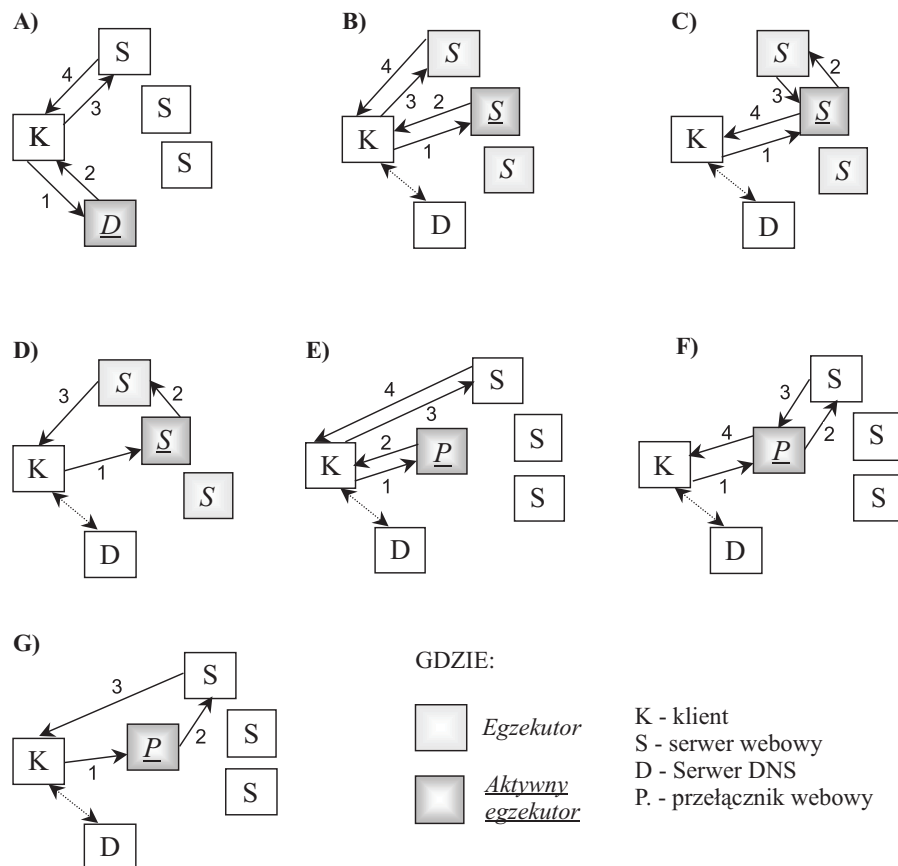 A)
S
4
3
S
K
S
1
2
D
B)
S
4
3
2
S
K
1
S
D
C)
S
2
3
S
4
K
1
S
D
D)
S
3
2
S
K
1
S
D
E)
S
4
3
2
P
S
K
1
S
D
F)
S
3
S
4
2
P
K
1
S
D
G)
S
3
S
P
2
K
1
S
D
GDZIE:
Egzekutor
Aktywny
egzekutor
K - klient
S - serwer webowy
D - Serwer DNS
P. - przełącznik webowy